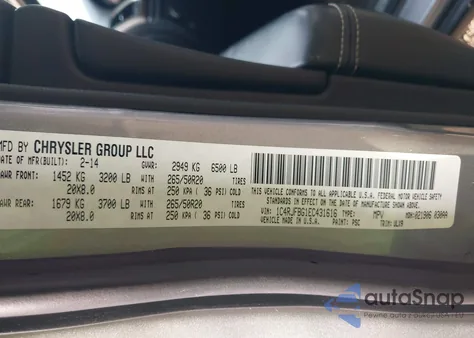 MFD BY CHRYSLER GROUP LLC
DATE OF MFR(BUILT): 2-14 GVWR: 2949 KG 6500 LB
GAWR FRONT: 1452 KG 3200 LB WITH 265/50R20 TIRES
20X8.0 RIMS AT 250 KPA( 36 PSI) COLD
GAWR REAR: 1679 KG 3700 LB WITH 265/50R20 TIRES
20X8.0 RIMS AT 250 KPA( 36 PSI) COLD
THIS VEHICLE CONFORMS TO ALL APPLICABLE U.S.A. FEDERAL MOTOR VEHICLE SAFETY
STANDARDS IN EFFECT ON THE DATE OF MANUFACTURE SHOWN ABOVE.
VIN: 1C4RJFBG1EC431616 TYPE: MPV
VEHICLE MADE IN U.S.A. PAINT: PSC
autoSnap